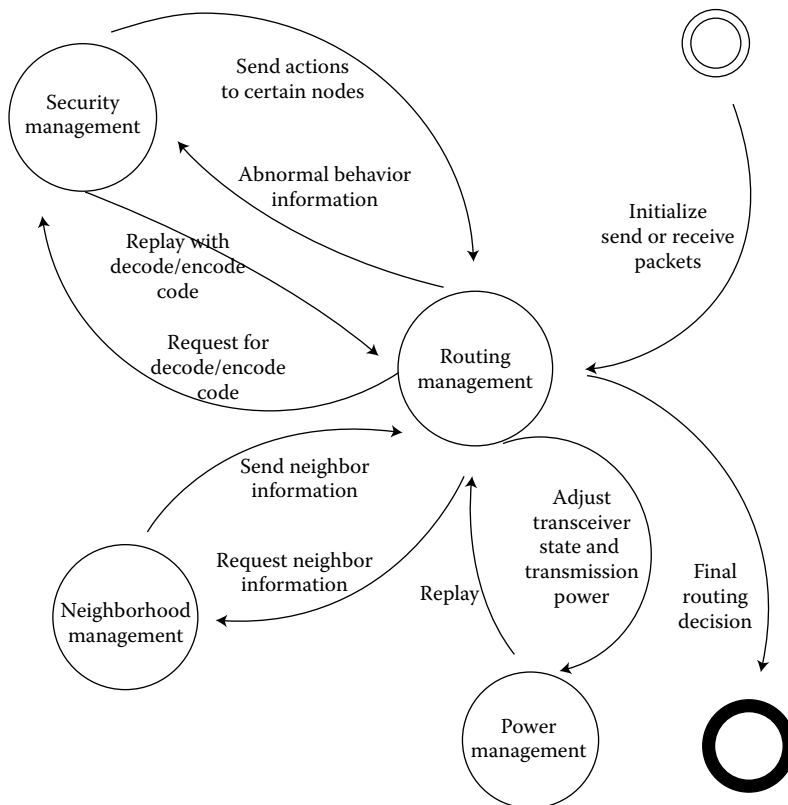 Send actions
to certain nodes
Security
management
Abnormal behavior
information
Initialize
send or receive
packets
Replay with
decode/encode
code
Request for
decode/encode
code
Routing
management
Send neighbor
information
Request neighbor
information
Adjust
transceiver
state and
transmission
power
Replay
Final
routing
decision
Neighborhood
management
Power
management